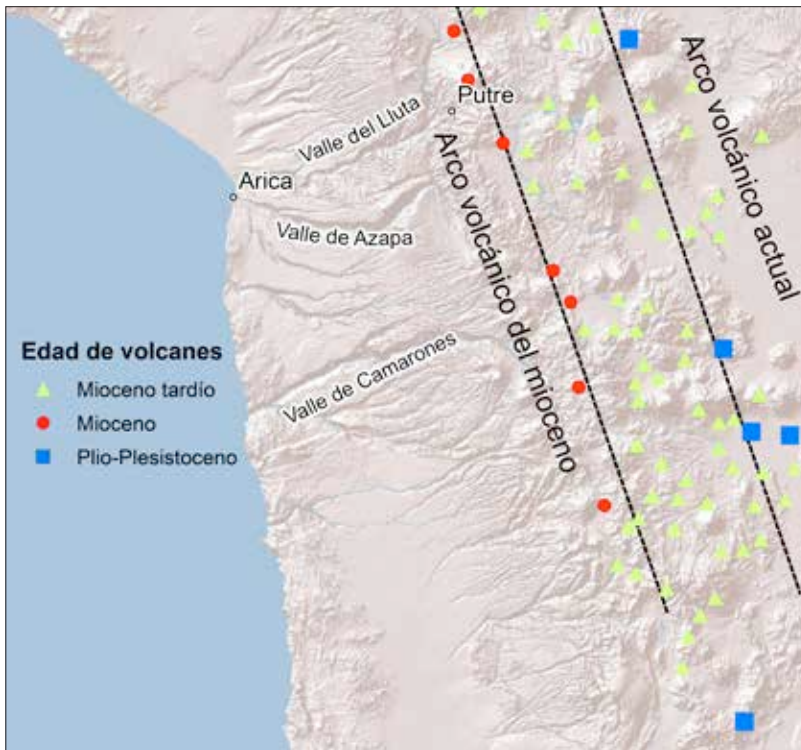 Putre
Valle del Lluta
Arica
Valle de Azapa
Arco volcánico del mioceno
Arco volcánico actual
Valle de Camarones
Edad de volcanes
Mioceno tardío
Mioceno
Plio-Plesistoceno